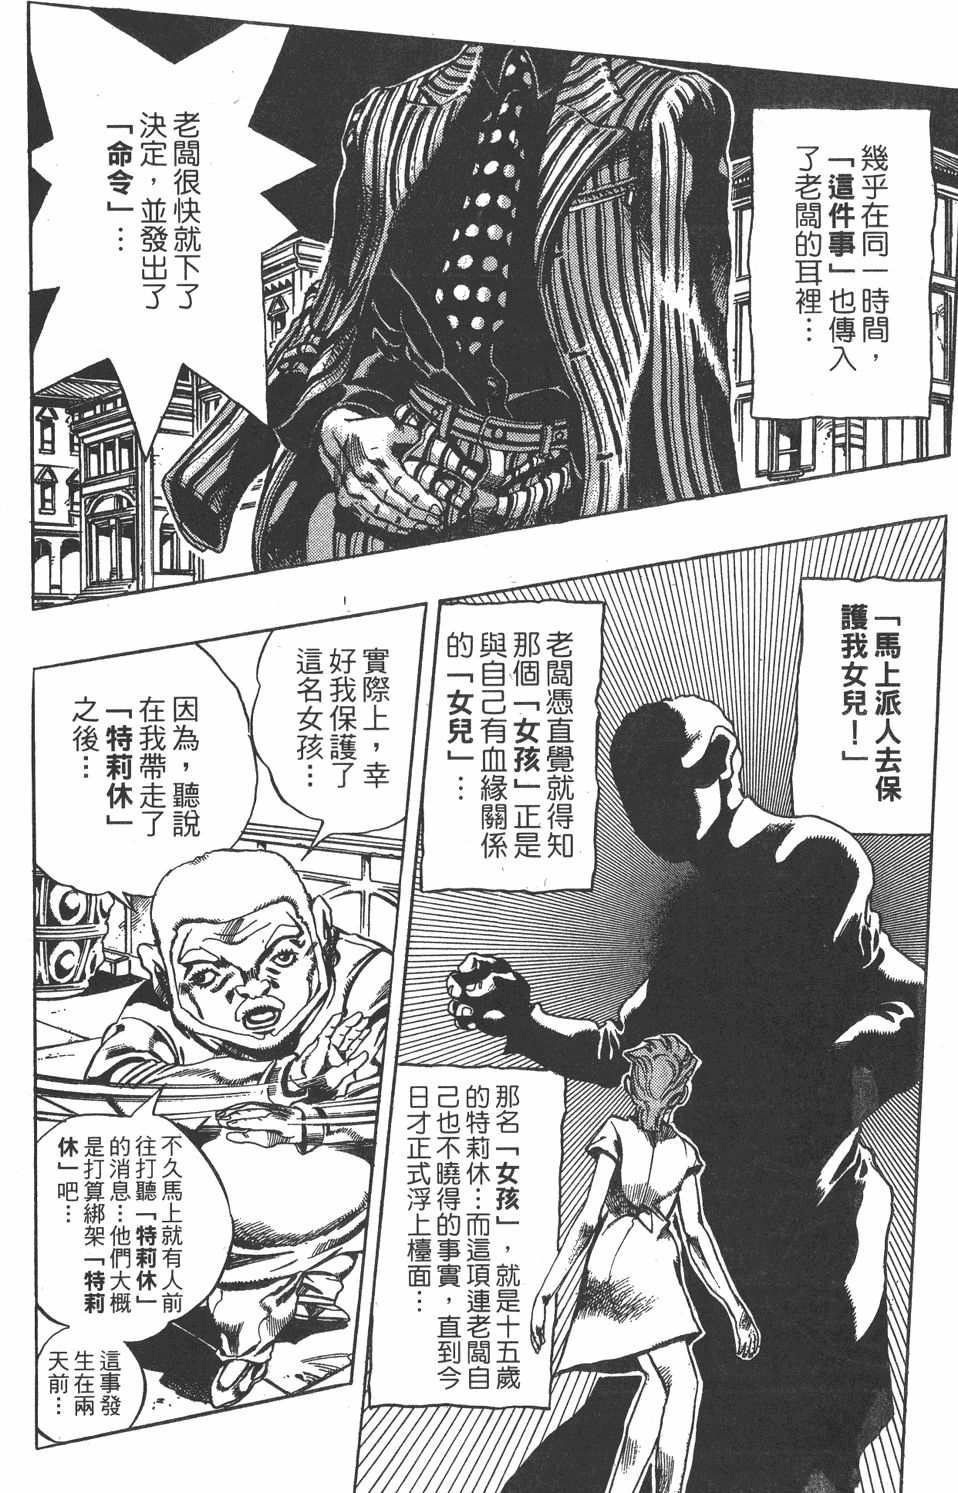 幾乎在同一時間，
「這件事」也傳入
了老闆的耳裡…
老闆很快就下了
決定，並發出了
「命令」…
「馬上派人去保
護我女兒！」
老闆憑直覺就得知
那個「女孩」正是
與自己有血緣關係
的「女兒」…
那名「女孩」，就是十五歲
的特莉休…而這項連老闆自
己也不曉得的事實，直到今
日才正式浮上檯面…
實際上，幸
好我保護了
這名女孩…
因為，聽說
在我帶走了
「特莉休」
之後…
不久馬上就有人前
往打聽「特莉休」
的消息…他們大概
是打算綁架「特莉
休」吧…
這事發
生在兩
天前…